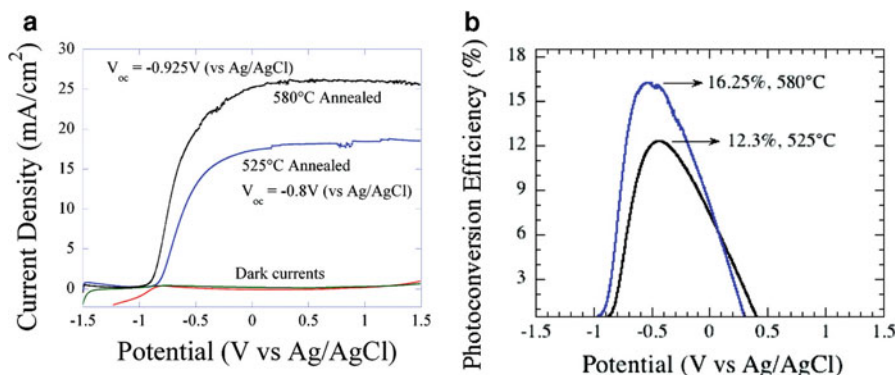 a
Current Density (mA/cm²)
30
25
20
15
10
5
0
V_oc = -0.925V (vs Ag/AgCl)
580°C Annealed
525°C Annealed
V_oc = -0.8V (vs Ag/AgCl)
Dark currents
-1.5 -1 -0.5 0 0.5 1 1.5
Potential (V vs Ag/AgCl)
b
Photoconversion Efficiency (%)
18
15
12
9
6
3
16.25%, 580°C
12.3%, 525°C
-1.5 -1 -0.5 0 0.5 1 1.5
Potential (V vs Ag/AgCl)